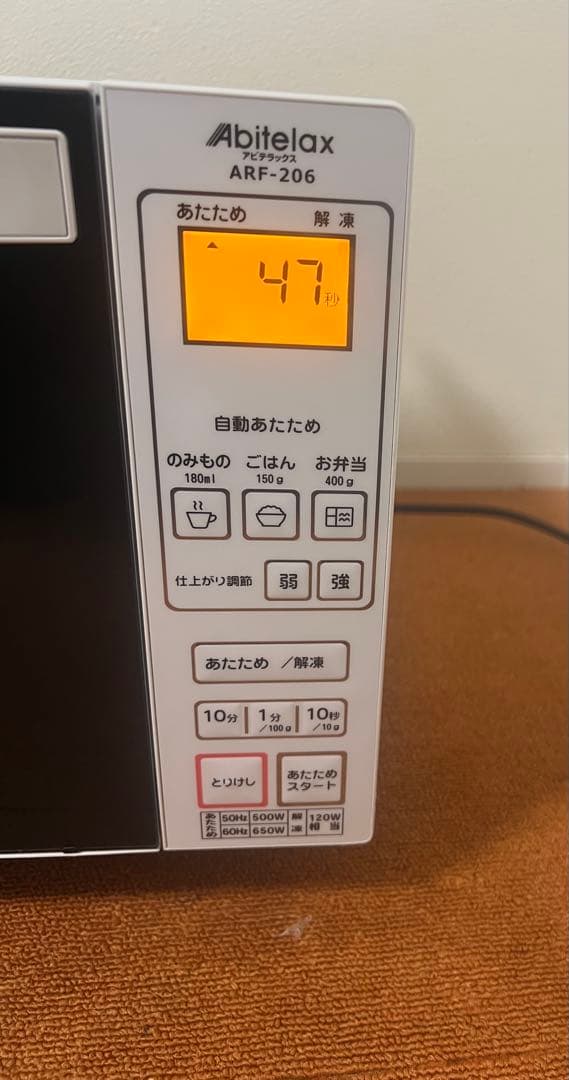 Abitelax
アビテラックス
ARF-206
あたため 解凍
47秒
自動あたため
のみもの ごはん お弁当
180ml 150g 400g
仕上がり調節 弱 強
あたため /解凍
10分 1分 10秒
/100g /10g
とりけし あたため
スタート
あたため 50Hz 500W 解凍 120W
60Hz 650W 相当